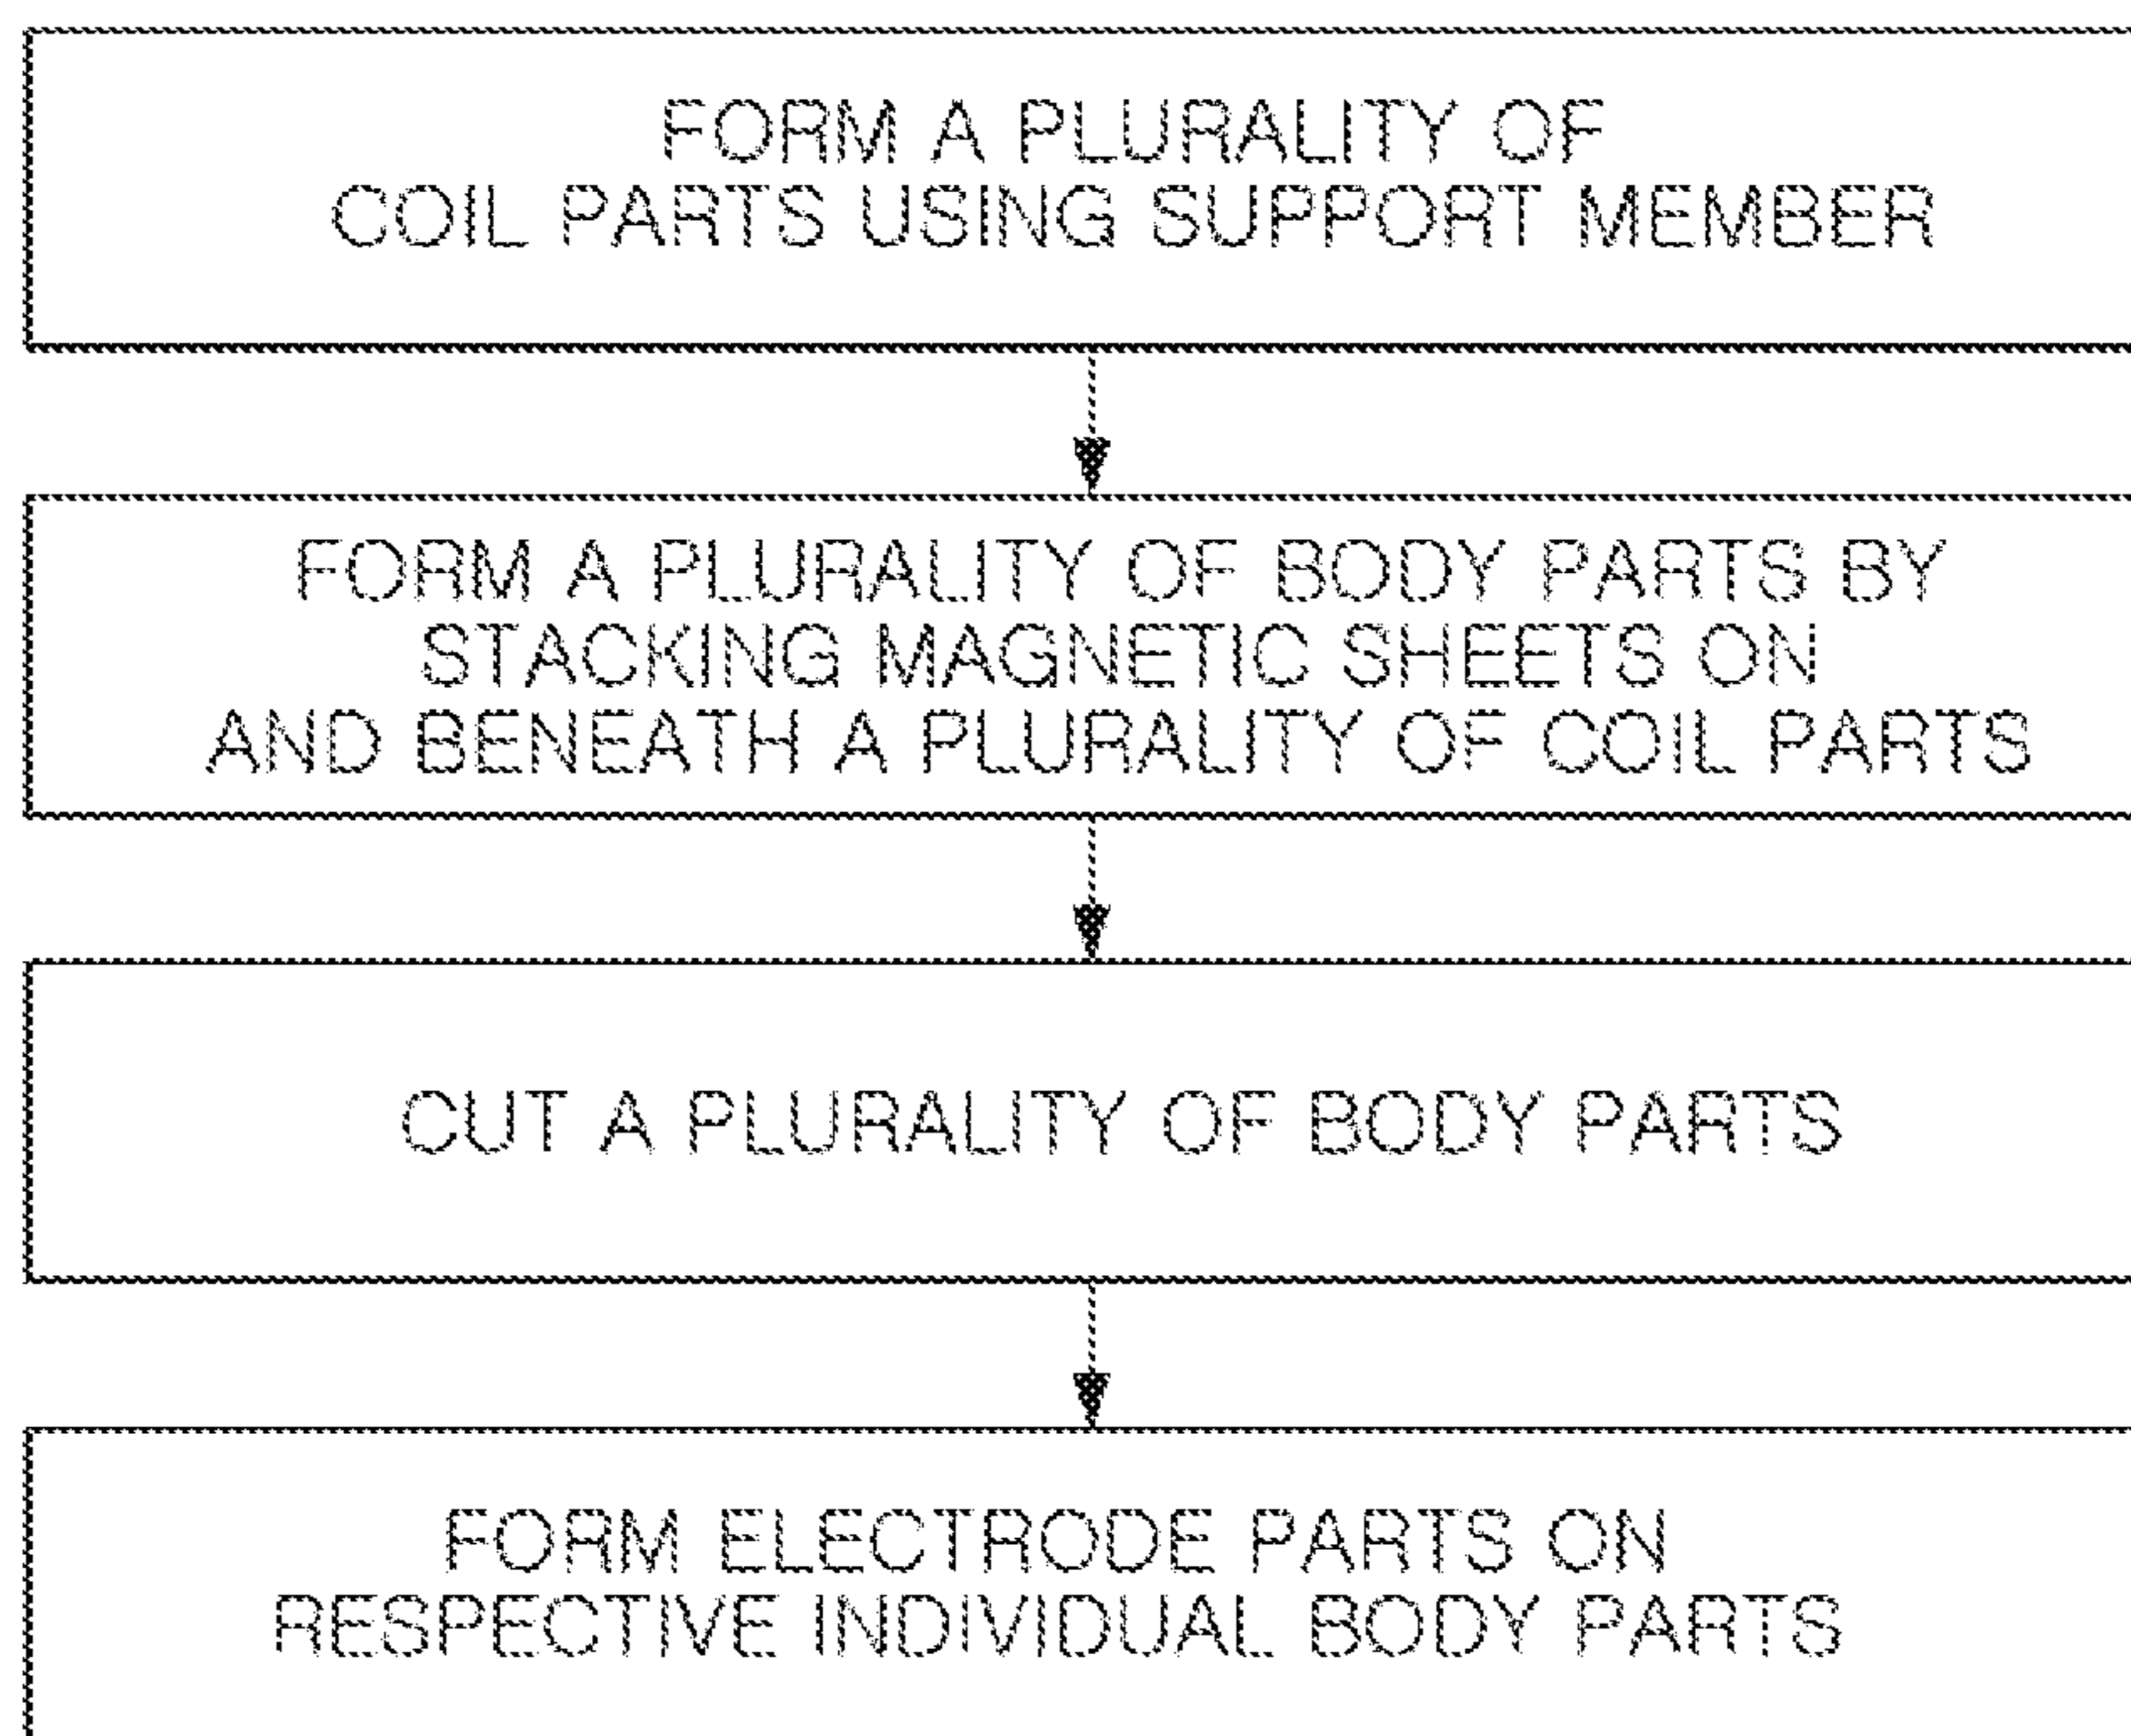 FORM A PLURALITY OF
COIL PARTS USING SUPPORT MEMBER
FORM A PLURALITY OF BODY PARTS BY
STACKING MAGNETIC SHEETS ON
AND BENEATH A PLURALITY OF COIL PARTS
CUT A PLURALITY OF BODY PARTS
FORM ELECTRODE PARTS ON
RESPECTIVE INDIVIDUAL BODY PARTS